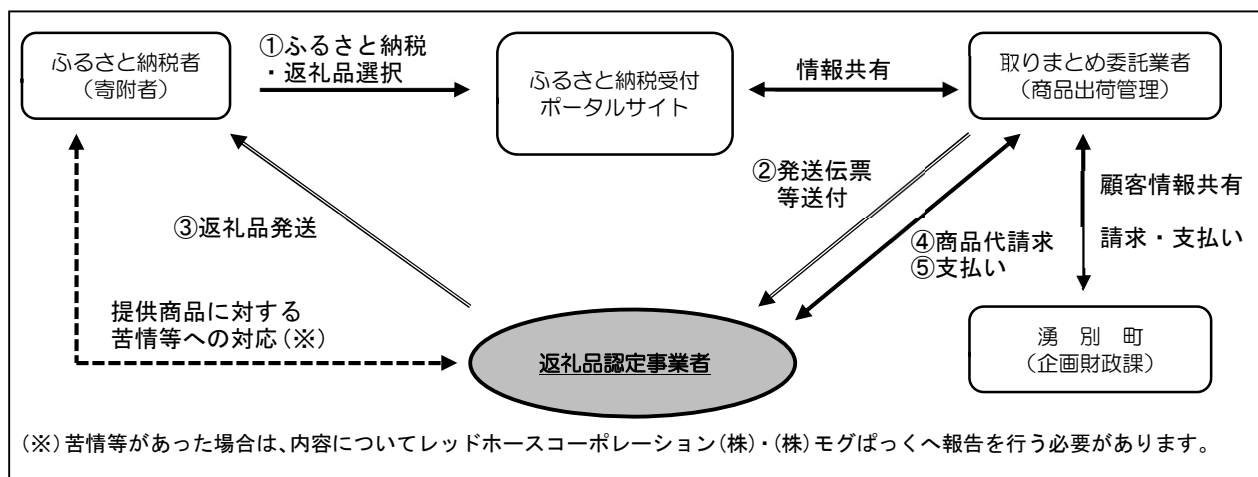 ふるさと納税者
(寄附者)
①ふるさと納税
・返礼品選択
ふるさと納税受付
ポータルサイト
情報共有
取りまとめ委託業者
(商品出荷管理)
②発送伝票
等送付
顧客情報共有
③返礼品発送
④商品代請求
⑤支払い
請求・支払い
提供商品に対する
苦情等への対応(※)
返礼品認定事業者
湧 別 町
(企画財政課)
(※)苦情等があった場合は、内容についてレッドホースコーポレーション(株)・(株)モグぱっくへ報告を行う必要があります。